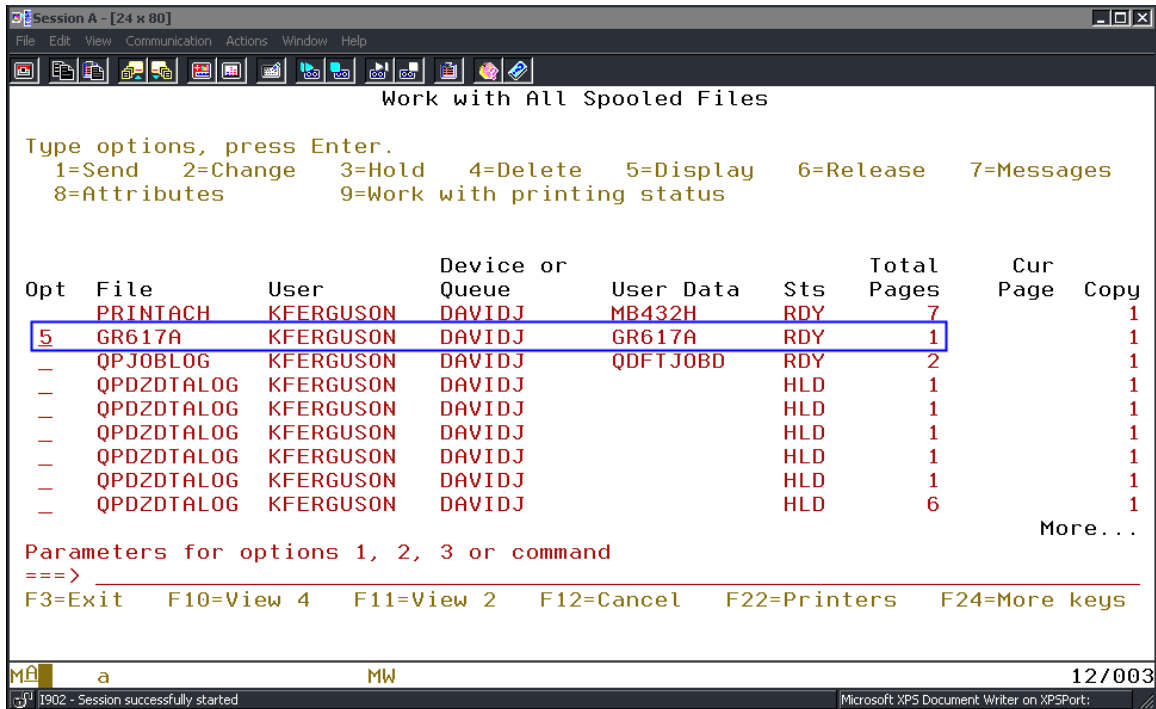 Session A - [24 x 80]
File Edit View Communication Actions Window Help
Work with All Spooled Files
Type options, press Enter.
1=Send 2=Change 3=Hold 4=Delete 5=Display 6=Release 7=Messages
8=Attributes 9=Work with printing status
Device or Total Cur
Opt File User Queue User Data Sts Pages Page Copy
PRINTACH KFERGUSON DAVIDJ MB432H RDY 7 1
5 GR617A KFERGUSON DAVIDJ GR617A RDY 1 1
_ QPJOBLOG KFERGUSON DAVIDJ QDFTJOBD RDY 2 1
_ QPDZDTALOG KFERGUSON DAVIDJ HLD 1 1
_ QPDZDTALOG KFERGUSON DAVIDJ HLD 1 1
_ QPDZDTALOG KFERGUSON DAVIDJ HLD 1 1
_ QPDZDTALOG KFERGUSON DAVIDJ HLD 1 1
_ QPDZDTALOG KFERGUSON DAVIDJ HLD 1 1
_ QPDZDTALOG KFERGUSON DAVIDJ HLD 6 1
More...
Parameters for options 1, 2, 3 or command
===>
F3=Exit F10=View 4 F11=View 2 F12=Cancel F22=Printers F24=More keys
MA a MW 12/003
I902 - Session successfully started Microsoft XPS Document Writer on XPSPort: